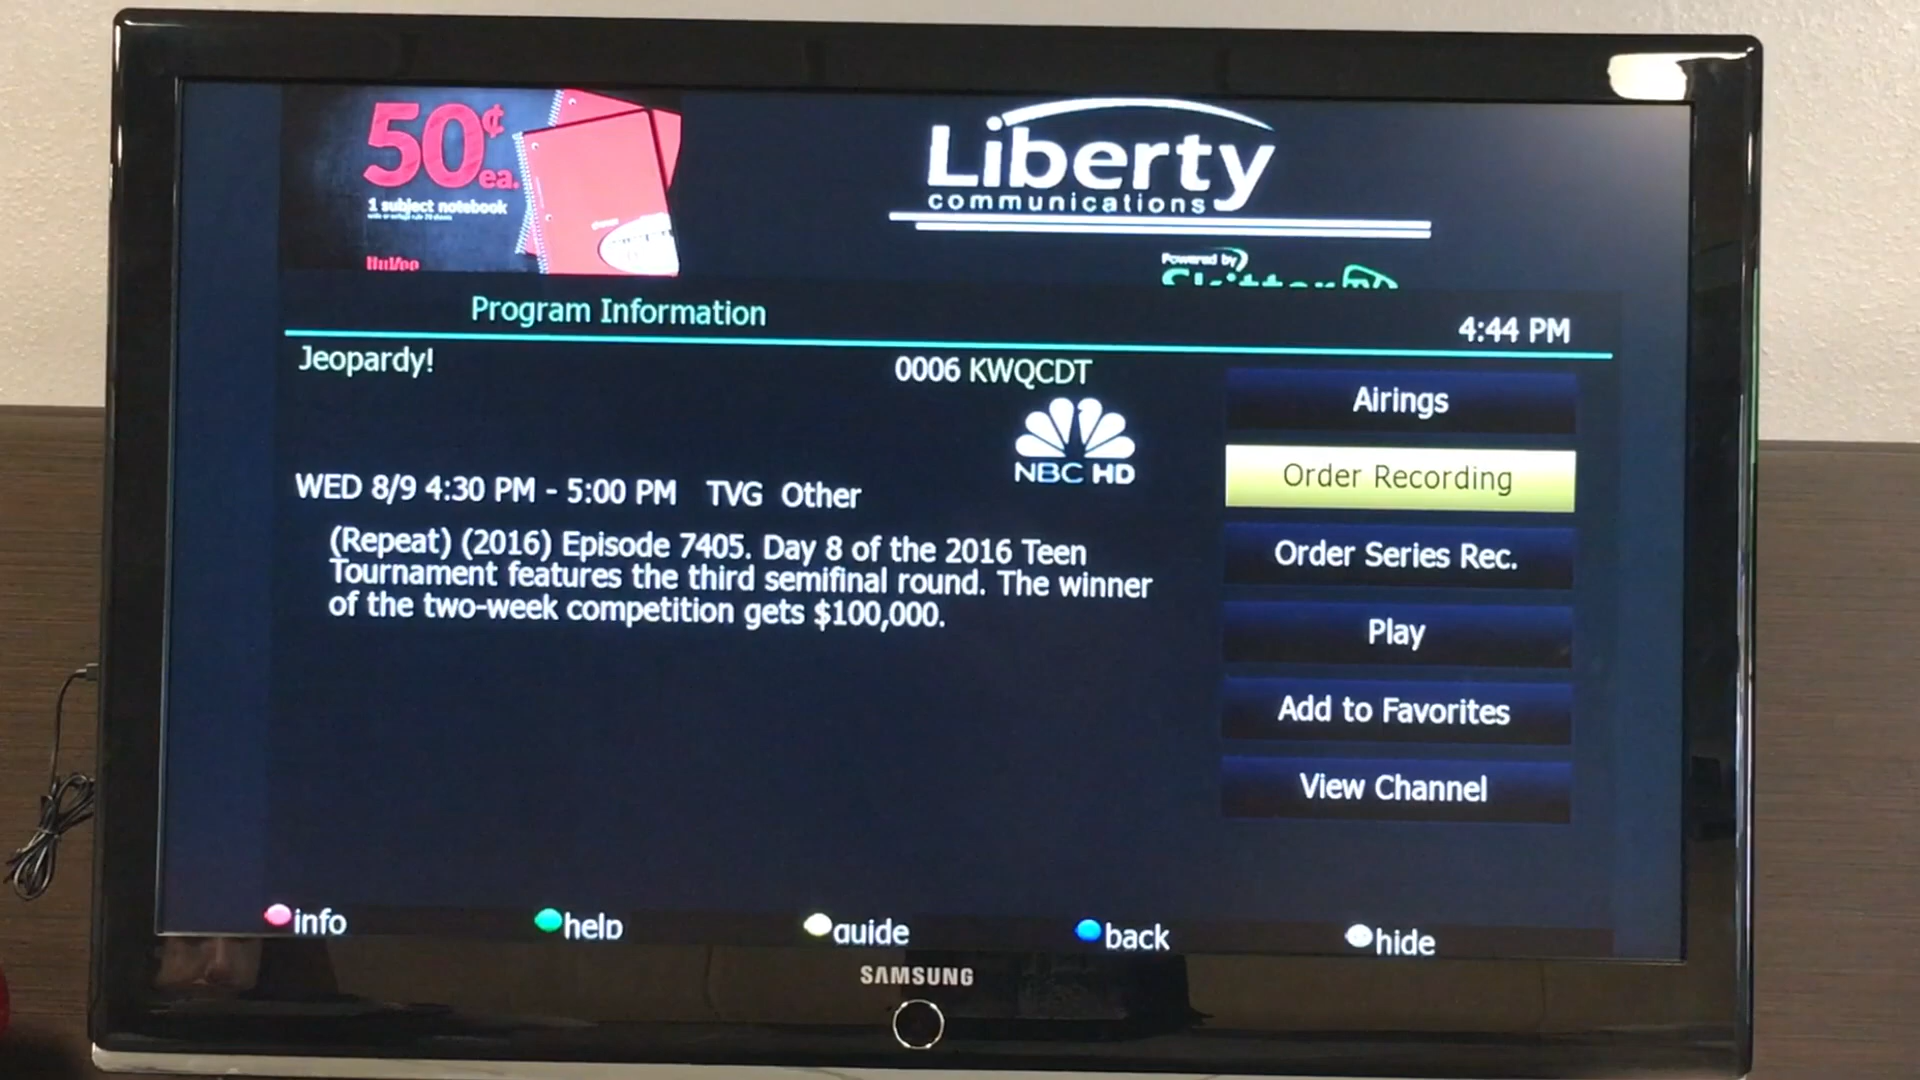 50¢
ea.
1 subject notebook
HyVee
Liberty
communications
Powered by
Program Information
4:44 PM
Jeopardy!
0006 KWQCDT
NBC HD
WED 8/9 4:30 PM - 5:00 PM TVG Other
(Repeat) (2016) Episode 7405. Day 8 of the 2016 Teen
Tournament features the third semifinal round. The winner
of the two-week competition gets $100,000.
Airings
Order Recording
Order Series Rec.
Play
Add to Favorites
View Channel
info
help
guide
back
hide
SAMSUNG